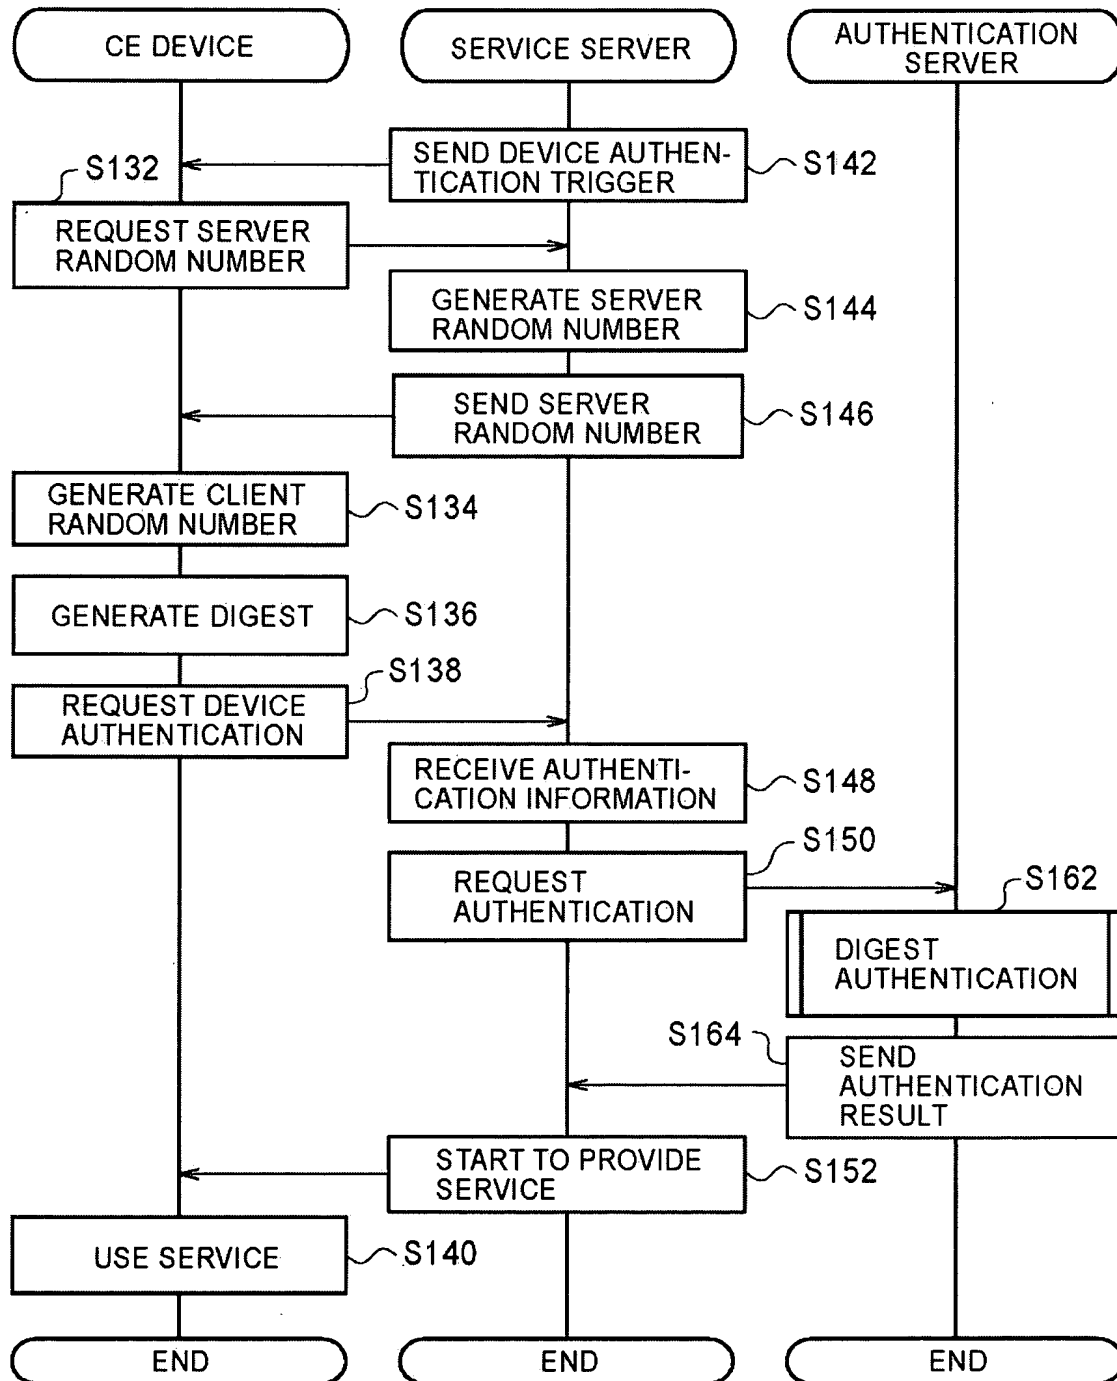 CE DEVICE
SERVICE SERVER
AUTHENTICATION
SERVER
SEND DEVICE AUTHEN-
TICATION TRIGGER
S142
S132
REQUEST SERVER
RANDOM NUMBER
GENERATE SERVER
RANDOM NUMBER
S144
SEND SERVER
RANDOM NUMBER
S146
GENERATE CLIENT
RANDOM NUMBER
S134
GENERATE DIGEST
S136
S138
REQUEST DEVICE
AUTHENTICATION
RECEIVE AUTHENTI-
CATION INFORMATION
S148
S150
REQUEST
AUTHENTICATION
S162
DIGEST
AUTHENTICATION
S164
SEND
AUTHENTICATION
RESULT
START TO PROVIDE
SERVICE
S152
USE SERVICE
S140
END
END
END